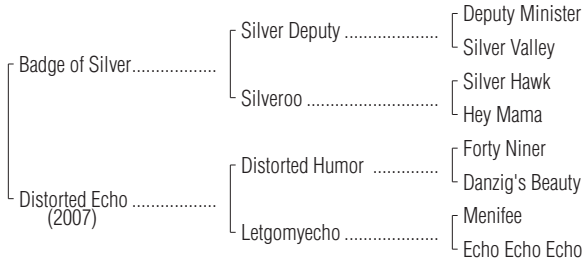 Deputy Minister
Silver Deputy ....................
Silver Valley
Badge of Silver..................
Silver Hawk
Silveroo ............................
Hey Mama
Forty Niner
Distorted Humor ..............
Danzig's Beauty
Distorted Echo ..................
(2007)
Menifee
Letgomyecho ....................
Echo Echo Echo